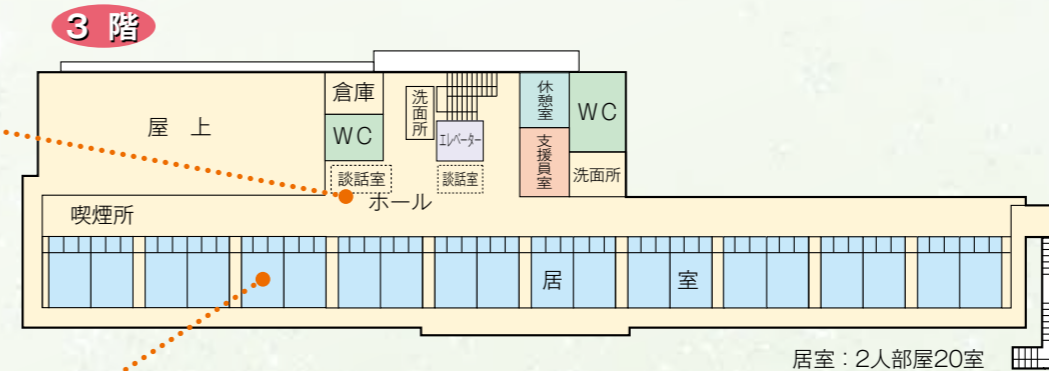 3 階
屋 上
倉庫
WC
洗面所
エレベーター
談話室
談話室
ホール
休憩室
WC
支援員室
洗面所
喫煙所
居 室
居室：2人部屋20室